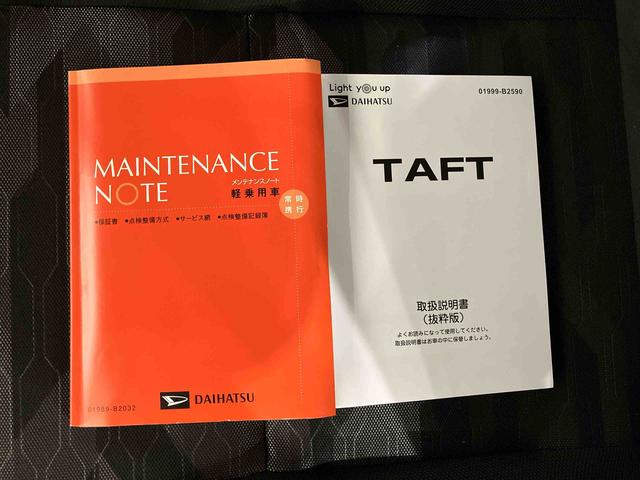 MAINTENANCE
NOTE
メンテナンスノート
軽乗用車
常時
携行
●保証書 ●点検整備方式 ●サービス網 ●点検整備記録簿
DAIHATSU
01989-B2032
Light you up
DAIHATSU
01999-B2590
TAFT
取扱説明書
（抜粋版）
よくお読みになって使用してください。
取扱説明書はお車の中に保管しましょう。